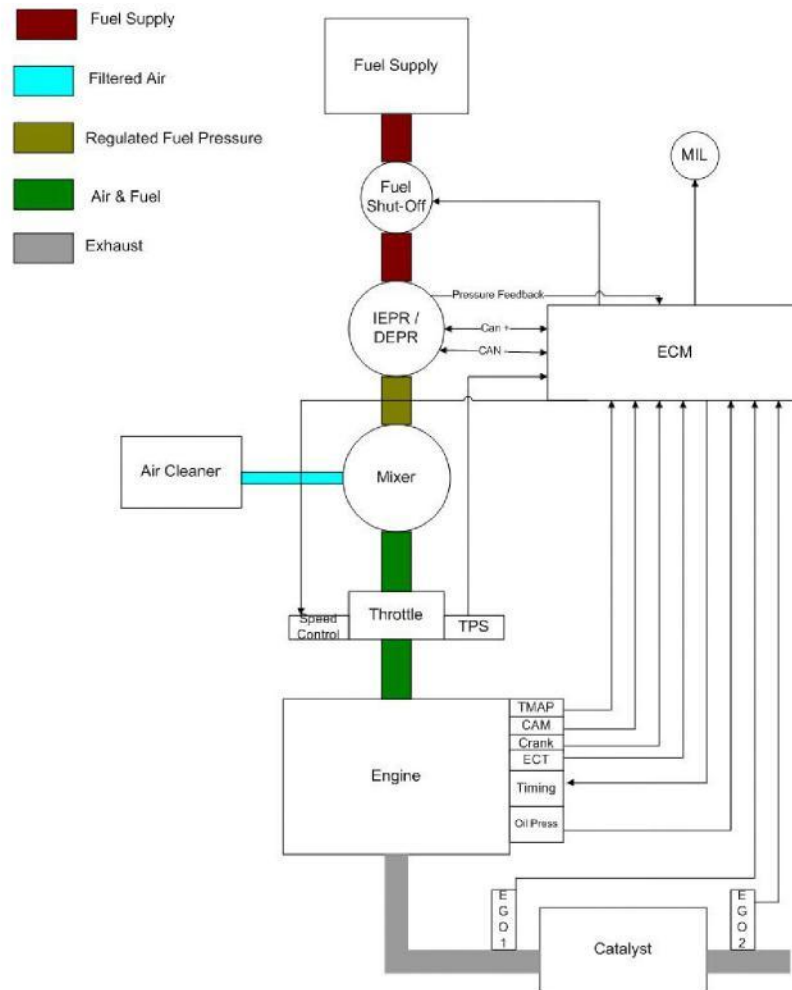 Fuel Supply
Filtered Air
Regulated Fuel Pressure
Air & Fuel
Exhaust
Fuel Supply
MIL
Fuel
Shut-Off
Pressure Feedback
IEPR /
DEPR
Can +
CAN -
ECM
Air Cleaner
Mixer
Throttle
Speed
Control
TPS
TMAP
CAM
Crank
ECT
Engine
Timing
Oil Press
E
G
O
1
E
G
O
2
Catalyst